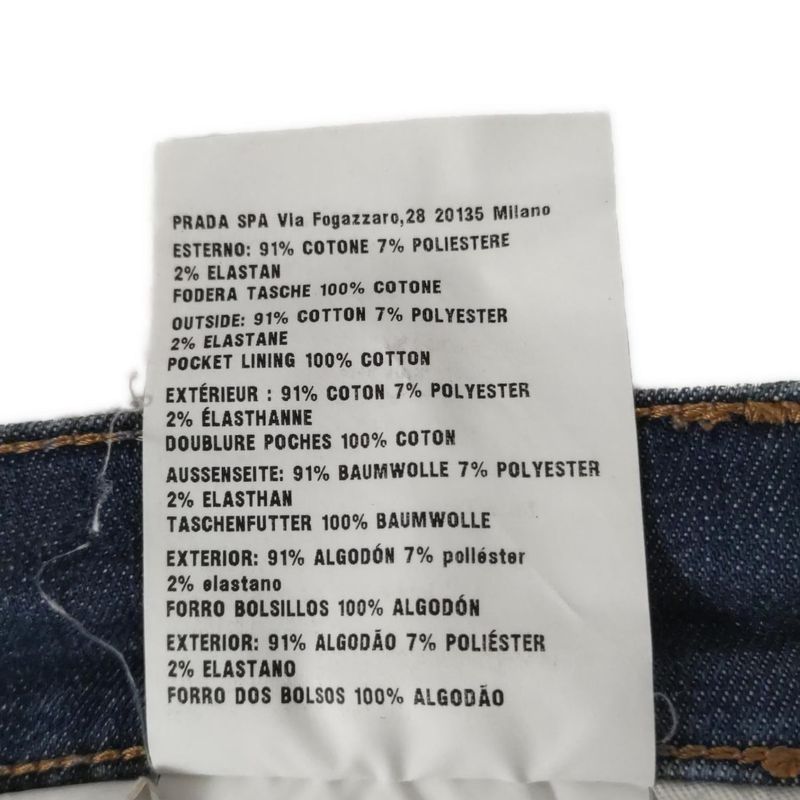 PRADA SPA Via Fogazzaro,28 20135 Milano
ESTERNO: 91% COTONE 7% POLIESTERE
2% ELASTAN
FODERA TASCHE 100% COTONE
OUTSIDE: 91% COTTON 7% POLYESTER
2% ELASTANE
POCKET LINING 100% COTTON
EXTÉRIEUR : 91% COTON 7% POLYESTER
2% ÉLASTHANNE
DOUBLURE POCHES 100% COTON
AUSSENSEITE: 91% BAUMWOLLE 7% POLYESTER
2% ELASTHAN
TASCHENFUTTER 100% BAUMWOLLE
EXTERIOR: 91% ALGODÓN 7% poliéster
2% elastano
FORRO BOLSILLOS 100% ALGODÓN
EXTERIOR: 91% ALGODÃO 7% POLIÉSTER
2% ELASTANO
FORRO DOS BOLSOS 100% ALGODÃO